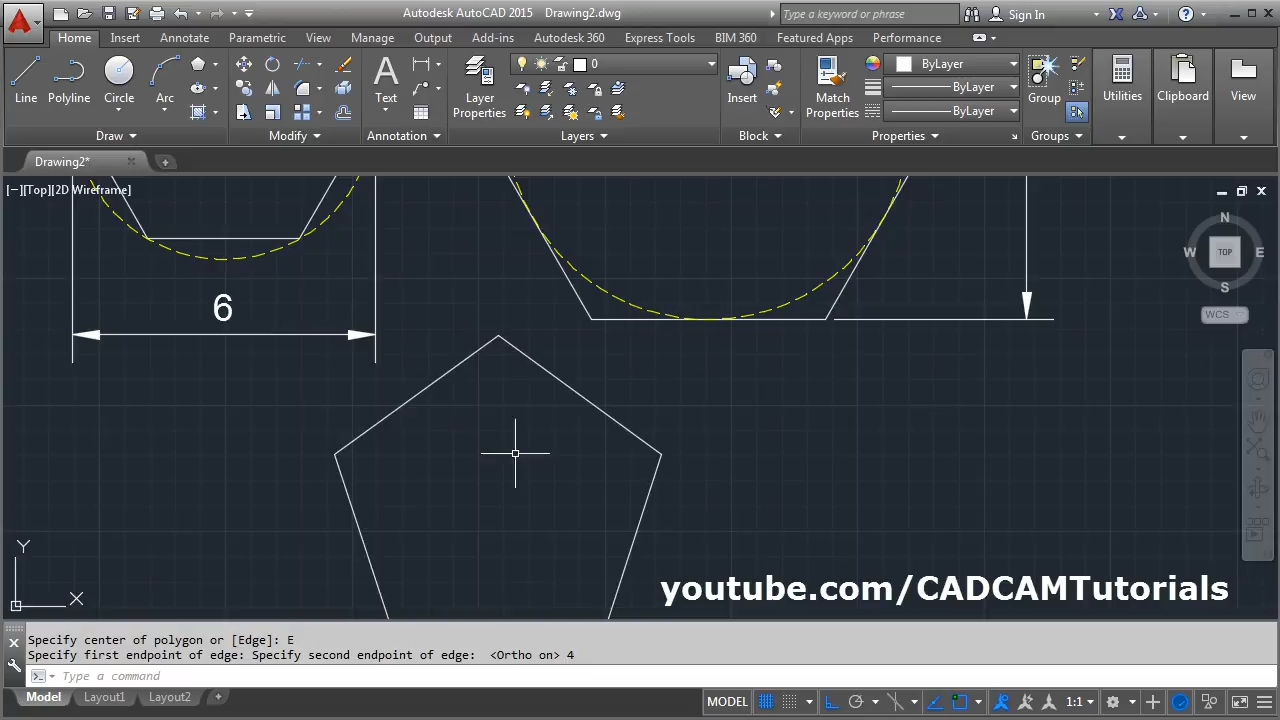 Autodesk AutoCAD 2015 Drawing2.dwg
Type a keyword or phrase
Sign In
Home Insert Annotate Parametric View Manage Output Add-ins Autodesk 360 Express Tools BIM 360 Featured Apps Performance
0
ByLayer
ByLayer
ByLayer
Line Polyline Circle Arc
Text
Layer
Properties
Insert
Match
Properties
Group
Utilities
Clipboard
View
Draw
Modify
Annotation
Layers
Block
Properties
Groups
Drawing2*
[−][Top][2D Wireframe]
N
W TOP E
S
WCS
6
Y
X
youtube.com/CADCAMTutorials
Specify center of polygon or [Edge]: E
Specify first endpoint of edge: Specify second endpoint of edge: <Ortho on> 4
Type a command
Model Layout1 Layout2
MODEL
1:1